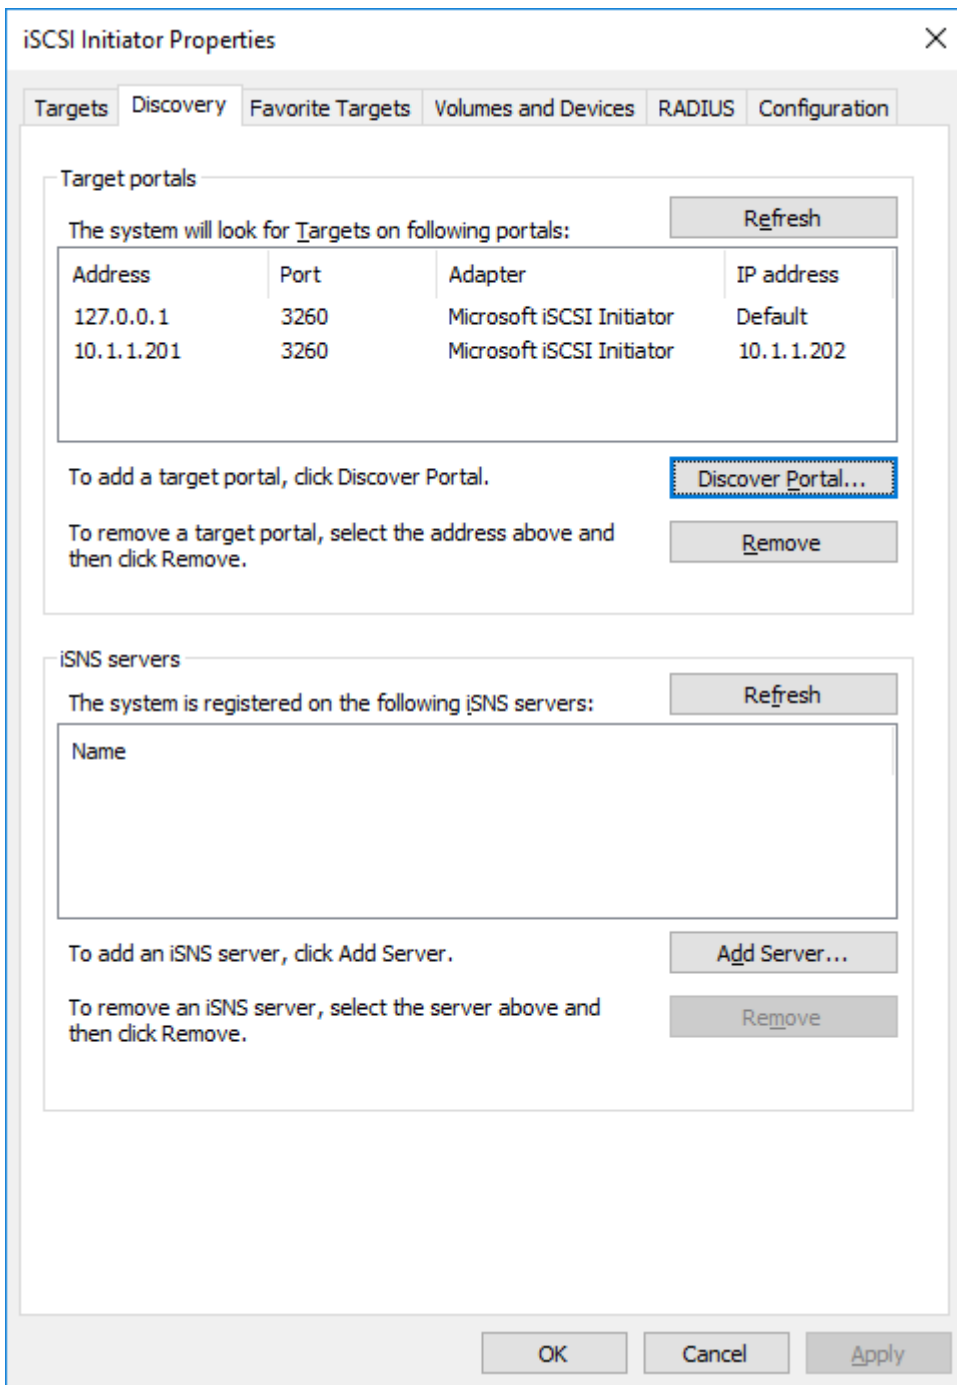 iSCSI Initiator Properties
Targets Discovery Favorite Targets Volumes and Devices RADIUS Configuration
Target portals
The system will look for Targets on following portals:
Refresh
Address Port Adapter IP address
127.0.0.1 3260 Microsoft iSCSI Initiator Default
10.1.1.201 3260 Microsoft iSCSI Initiator 10.1.1.202
To add a target portal, click Discover Portal.
Discover Portal...
To remove a target portal, select the address above and
then click Remove.
Remove
iSNS servers
The system is registered on the following iSNS servers:
Refresh
Name
To add an iSNS server, click Add Server.
Add Server...
To remove an iSNS server, select the server above and
then click Remove.
Remove
OK Cancel Apply